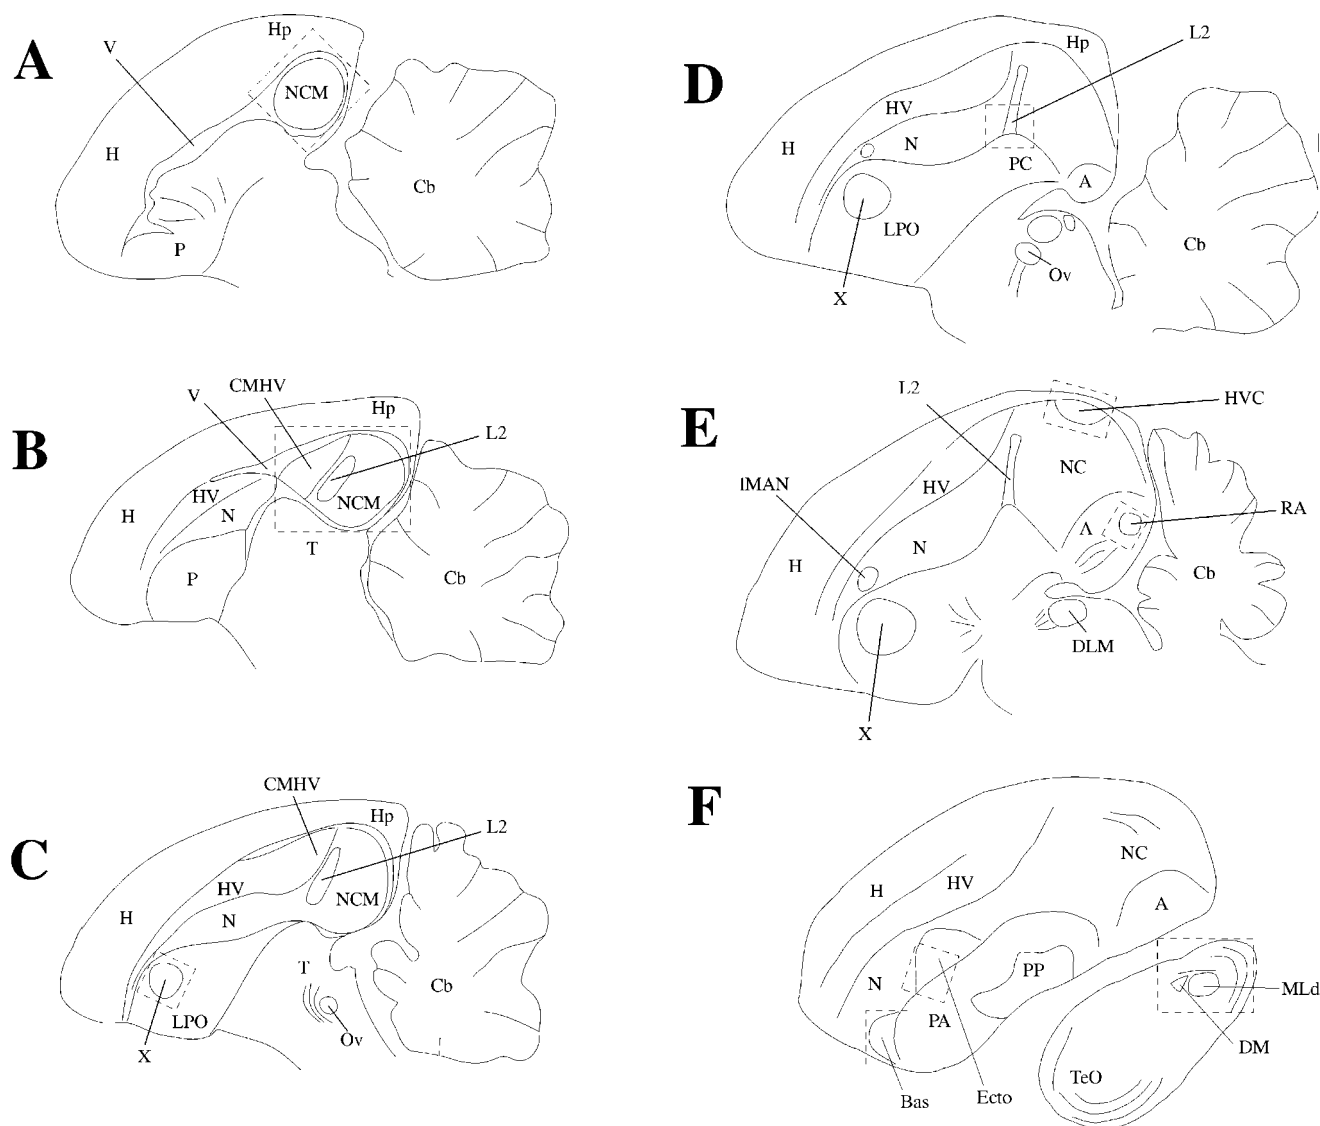 A
V
Hp
NCM
H
Cb
P
B
V
CMHV
Hp
L2
HV
NCM
H
N
T
P
Cb
C
CMHV
Hp
L2
HV
NCM
H
N
T
Cb
LPO
X
Ov
D
Hp
L2
HV
H
N
PC
A
LPO
Cb
Ov
X
E
L2
HVC
NC
HV
lMAN
RA
A
N
H
Cb
DLM
X
F
NC
H
HV
A
PP
N
MLd
PA
DM
TeO
Bas
Ecto